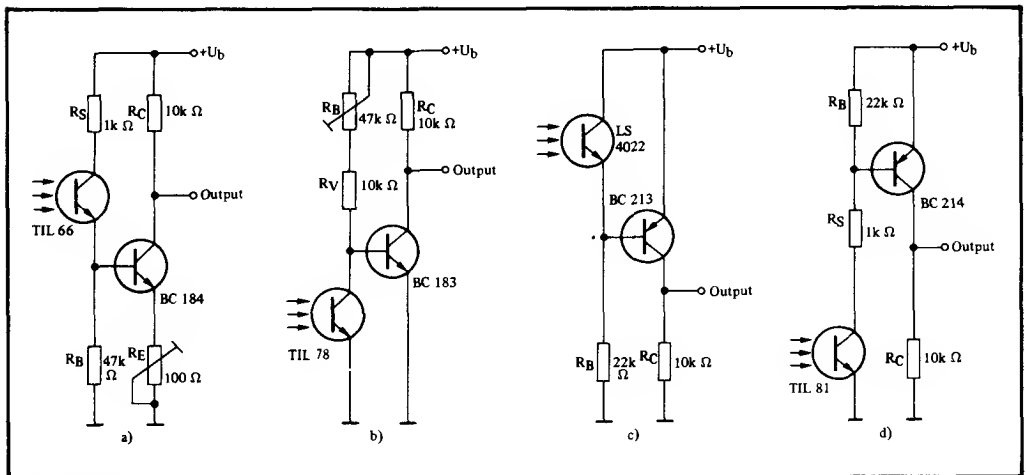 +Ub
RS
1k Ω
RC
10k Ω
Output
TIL 66
BC 184
RB
47k
Ω
RE
100 Ω
a)
+Ub
RB
47k Ω
RC
10k Ω
RV
10k Ω
Output
BC 183
TIL 78
b)
+Ub
LS
4022
BC 213
Output
RB
22k
Ω
RC
10k Ω
c)
+Ub
RB
22k Ω
BC 214
RS
1k Ω
Output
TIL 81
RC
10k Ω
d)